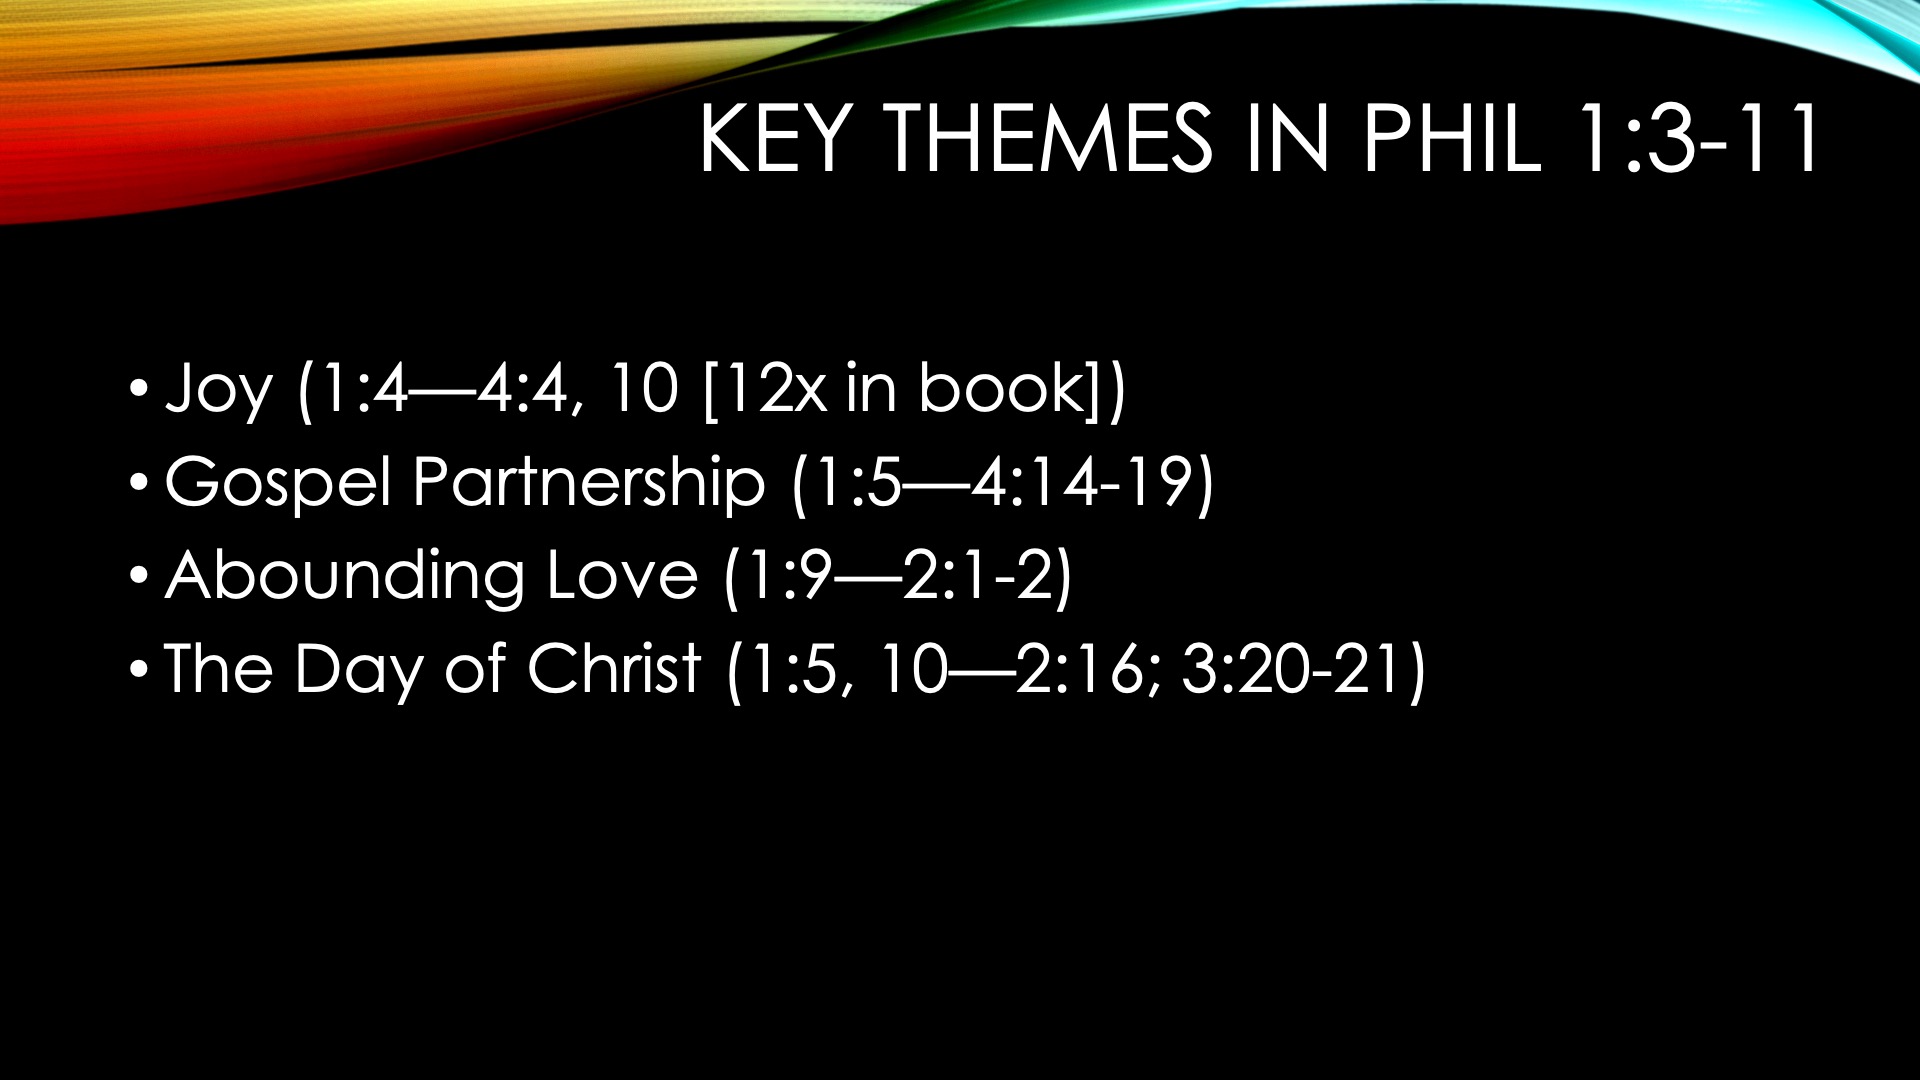 KEY THEMES IN PHIL 1:3-11
• Joy (1:4—4:4, 10 [12x in book])
• Gospel Partnership (1:5—4:14-19)
• Abounding Love (1:9—2:1-2)
• The Day of Christ (1:5, 10—2:16; 3:20-21)